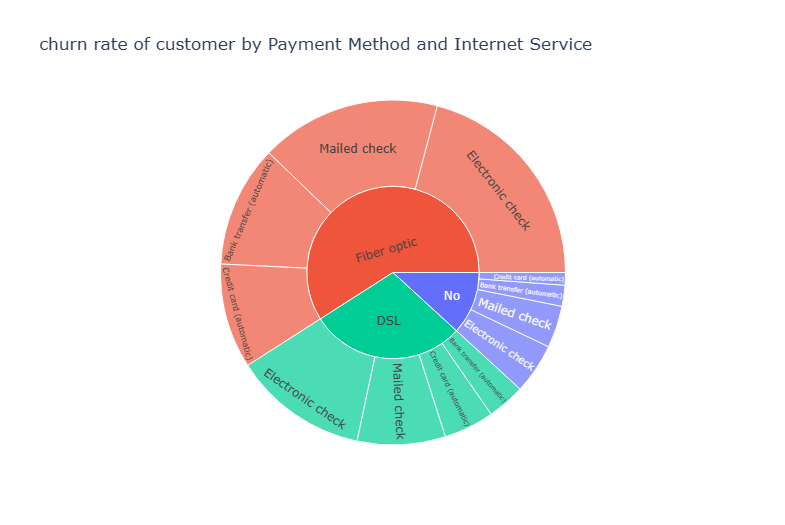 churn rate of customer by Payment Method and Internet Service
Mailed check
Electronic check
Bank transfer (automatic)
Credit card (automatic)
Fiber optic
No
DSL
Credit card (automatic)
Bank transfer (automatic)
Mailed check
Electronic check
Electronic check
Mailed check
Credit card (automatic)
Bank transfer (automatic)